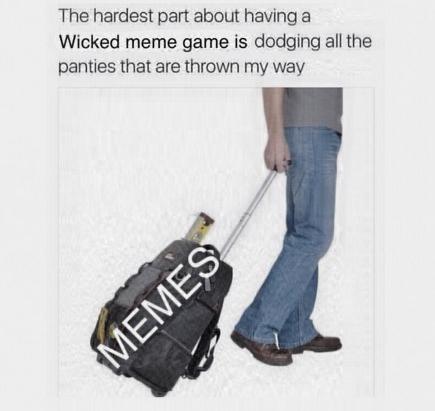 The hardest part about having a
Wicked meme game is dodging all the
panties that are thrown my way
MEMES